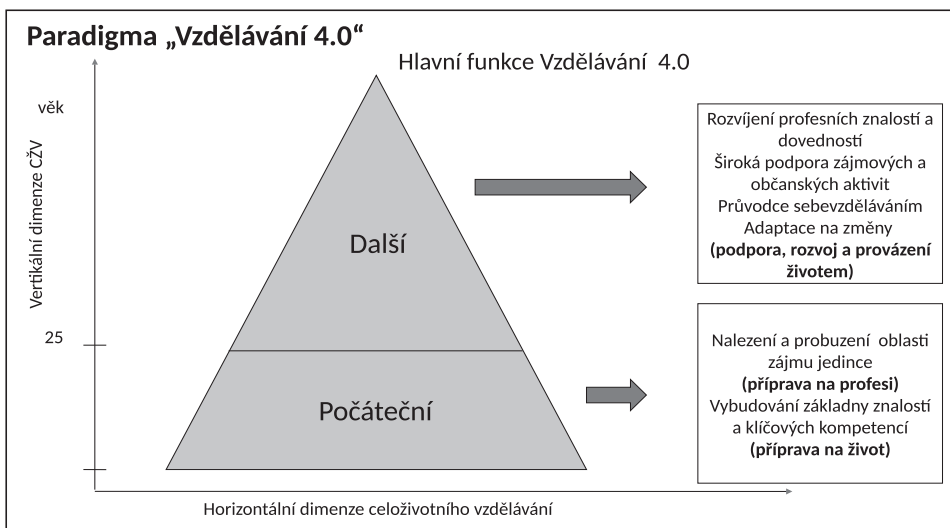 Paradigma „Vzdělávání 4.0“
Hlavní funkce Vzdělávání 4.0
věk
Vertikální dimenze CŽV
25
Další
Počáteční
Rozvíjení profesních znalostí a
dovedností
Široká podpora zájmových a
občanských aktivit
Průvodce sebevzděláváním
Adaptace na změny
(podpora, rozvoj a provázení
životem)
Nalezení a probuzení oblasti
zájmu jedince
(příprava na profesi)
Vybudování základny znalostí
a klíčových kompetencí
(příprava na život)
Horizontální dimenze celoživotního vzdělávání